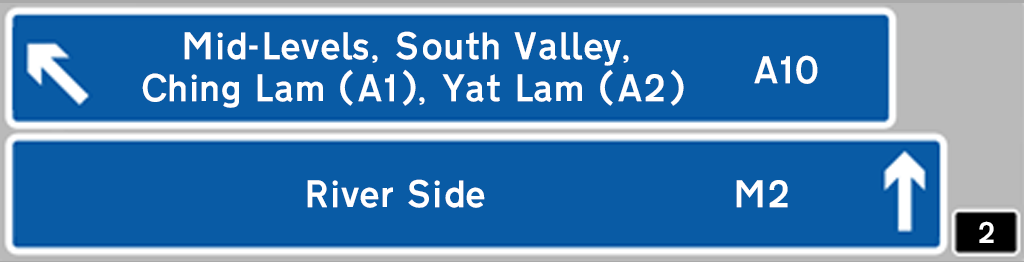 Mid-Levels, South Valley,
Ching Lam (A1), Yat Lam (A2)
A10
River Side
M2
2